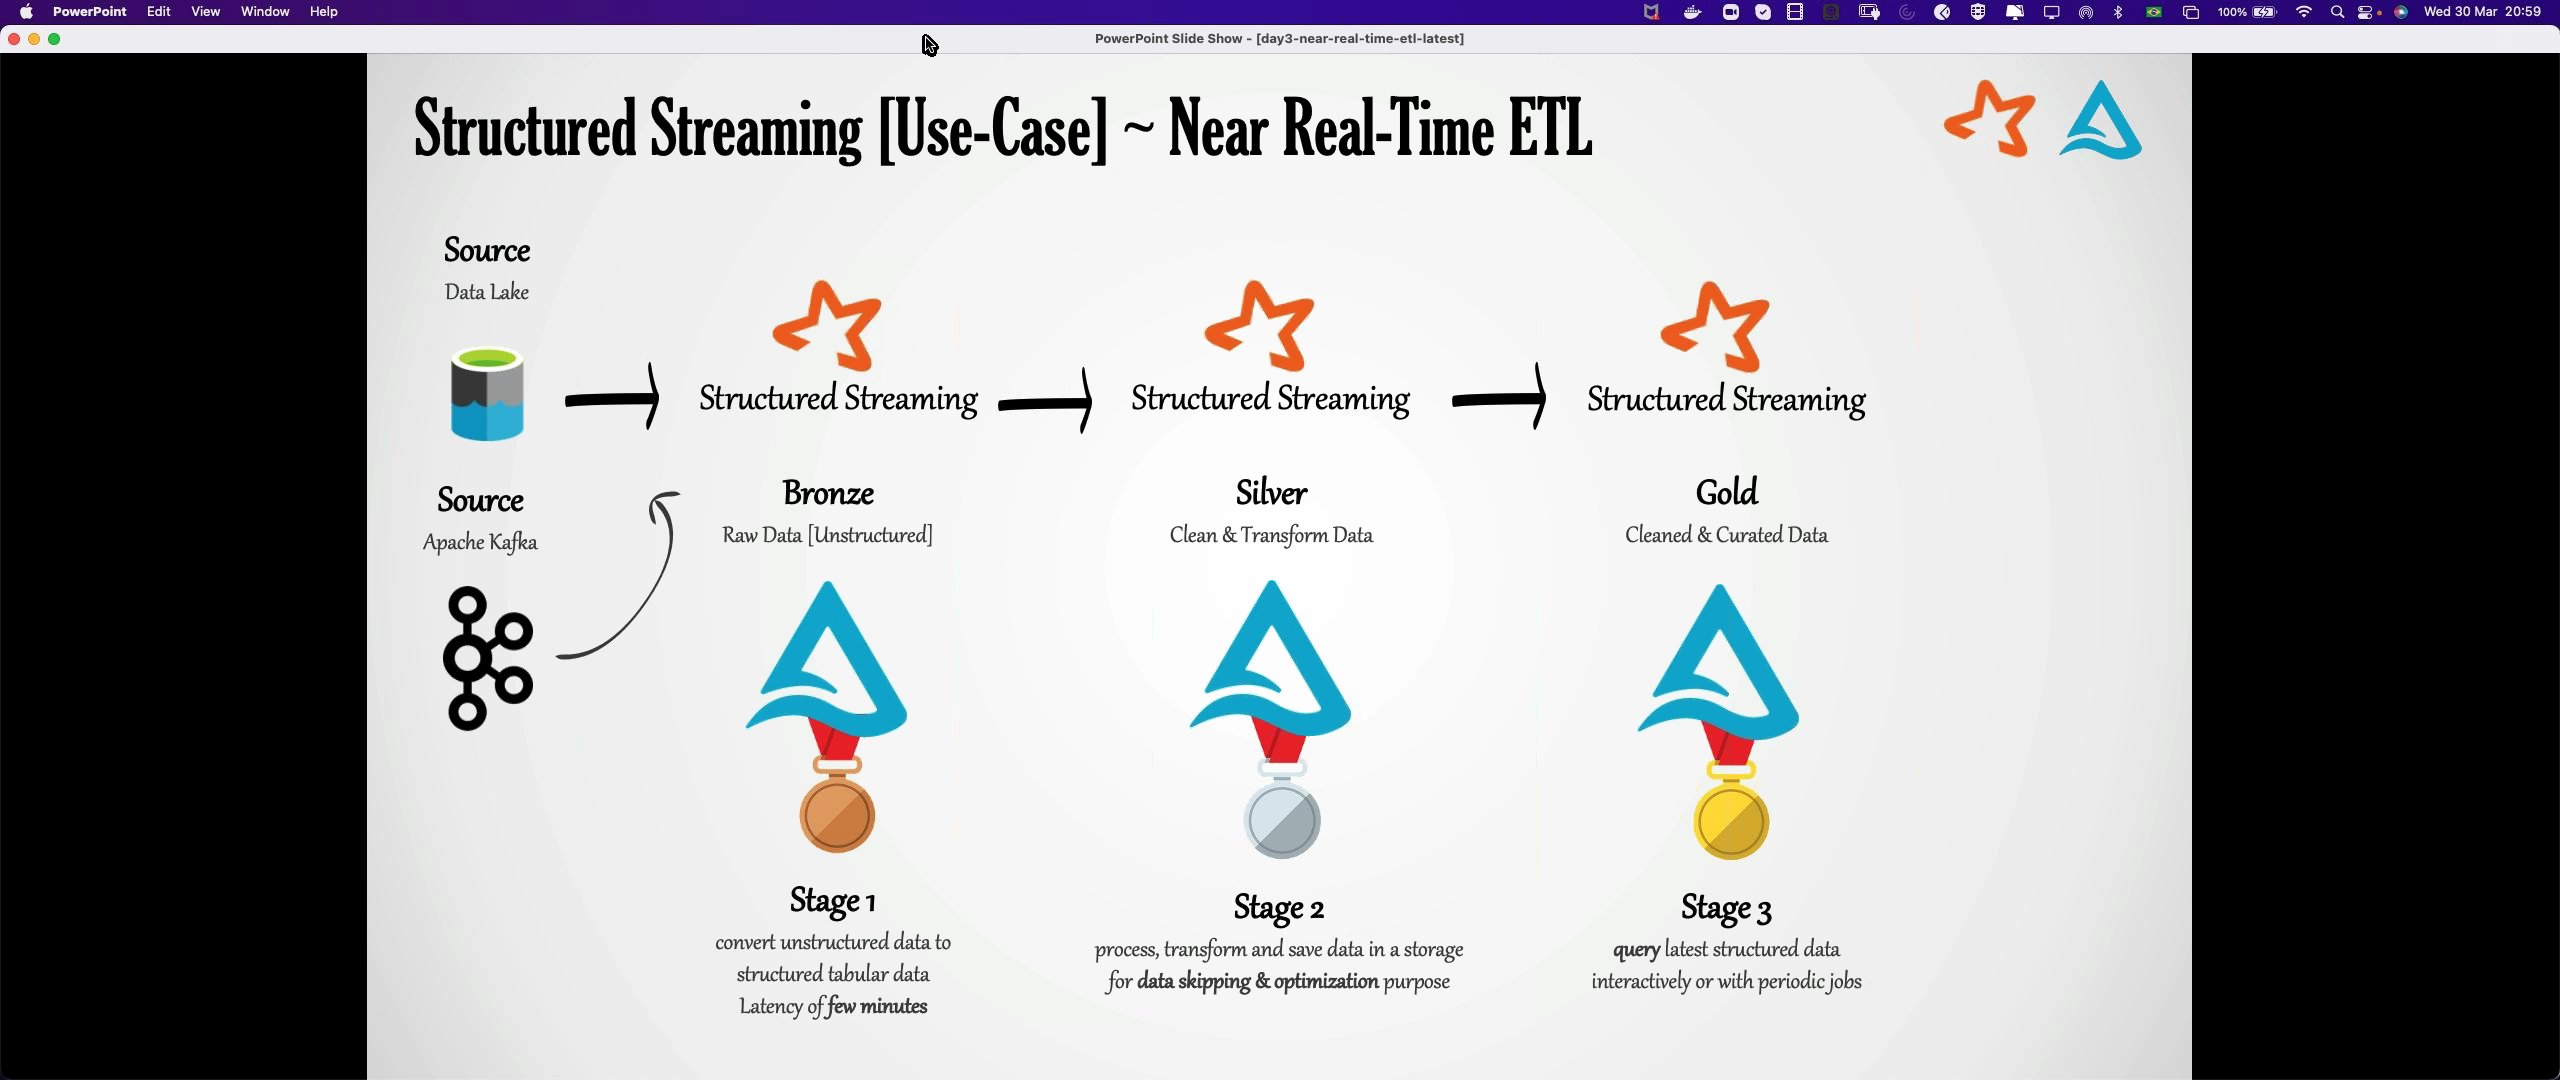 PowerPoint Edit View Window Help
100% Wed 30 Mar 20:59
PowerPoint Slide Show - [day3-near-real-time-etl-latest]
Structured Streaming [Use-Case] ~ Near Real-Time ETL
Source
Data Lake
Structured Streaming
Structured Streaming
Structured Streaming
Source
Apache Kafka
Bronze
Raw Data [Unstructured]
Silver
Clean & Transform Data
Gold
Cleaned & Curated Data
Stage 1
convert unstructured data to
structured tabular data
Latency of few minutes
Stage 2
process, transform and save data in a storage
for data skipping & optimization purpose
Stage 3
query latest structured data
interactively or with periodic jobs